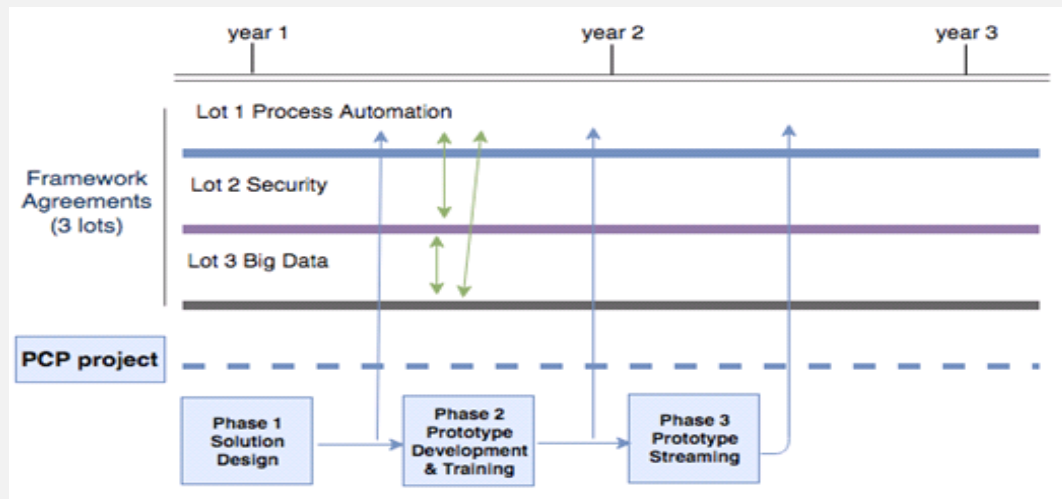 year 1
year 2
year 3
Lot 1 Process Automation
Framework
Agreements
(3 lots)
Lot 2 Security
Lot 3 Big Data
PCP project
Phase 1
Solution
Design
Phase 2
Prototype
Development
& Training
Phase 3
Prototype
Streaming